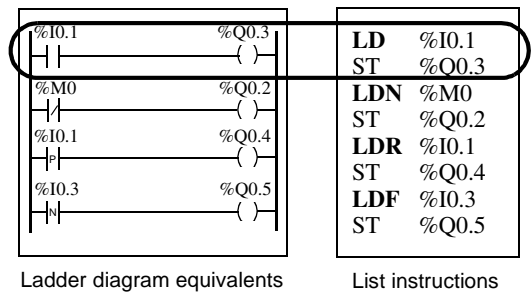 %I0.1 %Q0.3
%M0 %Q0.2
%I0.1 %Q0.4
P
%I0.3 %Q0.5
N
Ladder diagram equivalents
LD %I0.1
ST %Q0.3
LDN %M0
ST %Q0.2
LDR %I0.1
ST %Q0.4
LDF %I0.3
ST %Q0.5
List instructions